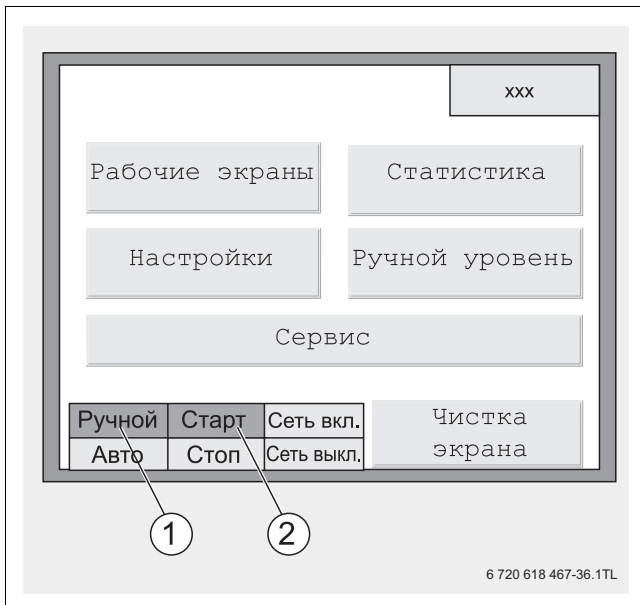 xxx
Рабочие экраны
Статистика
Настройки
Ручной уровень
Сервис
Ручной
Старт
Сеть вкл.
Авто
Стоп
Сеть выкл.
Чистка
экрана
1
2
6 720 618 467-36.1TL